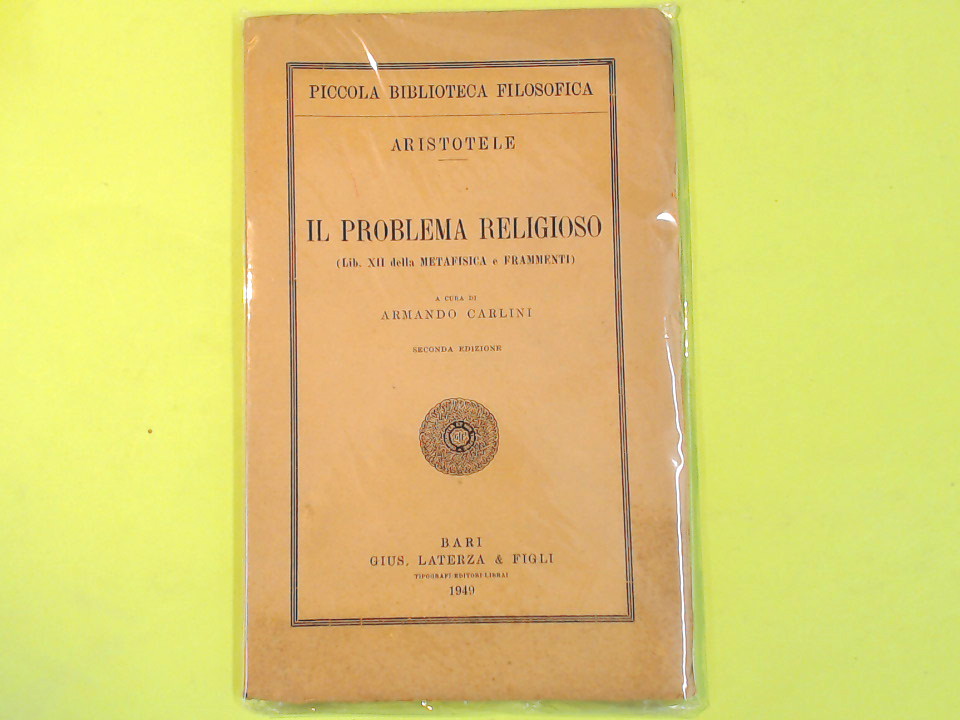 PICCOLA BIBLIOTECA FILOSOFICA
ARISTOTELE
IL PROBLEMA RELIGIOSO
(Lib. XII della METAFISICA e FRAMMENTI)
A CURA DI
ARMANDO CARLINI
SECONDA EDIZIONE
BARI
GIUS. LATERZA & FIGLI
TIPOGRAFI-EDITORI-LIBRAI
1949